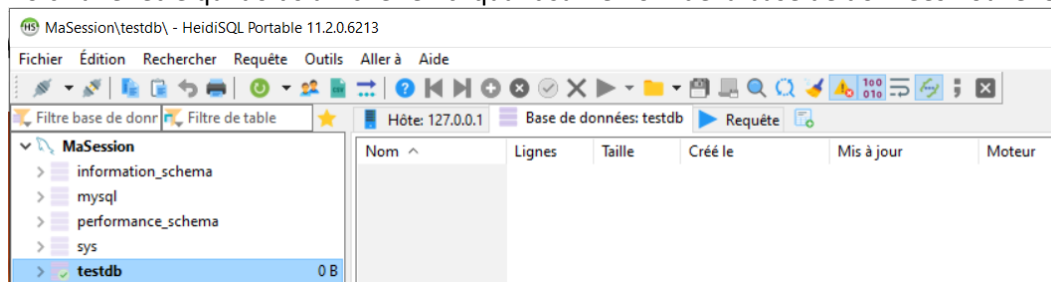 MaSession\testdb\ - HeidiSQL Portable 11.2.0.6213
Fichier Édition Rechercher Requête Outils Aller à Aide
Filtre base de donr Filtre de table
Hôte: 127.0.0.1 Base de données: testdb Requête
MaSession
Nom Lignes Taille Créé le Mis à jour Moteur
information_schema
mysql
performance_schema
sys
testdb 0 B